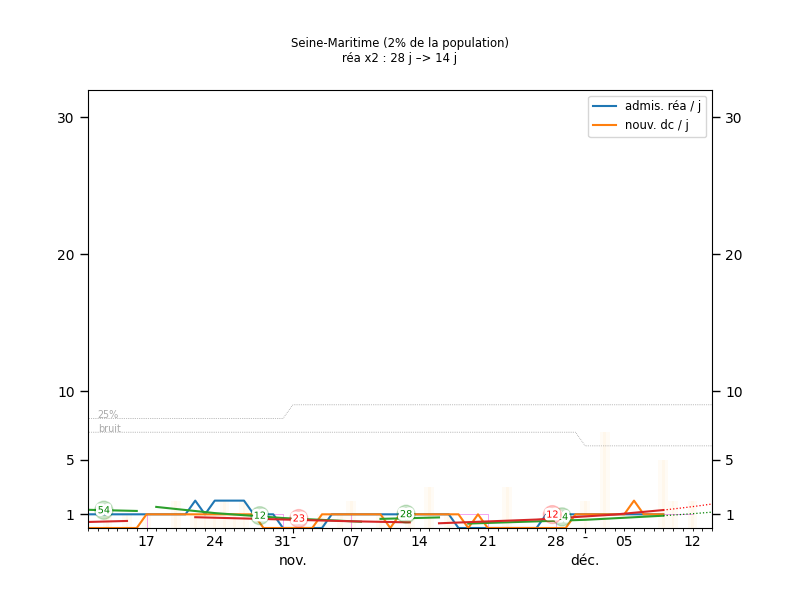 Seine-Maritime (2% de la population)
réa x2 : 28 j –> 14 j
admis. réa / j
nouv. dc / j
30 30
20 20
10 10
25%
bruit
5 5
54 12 23 28 12
1 1
17 24 31 - 07 14 21 28 - 05 12
nov. déc.